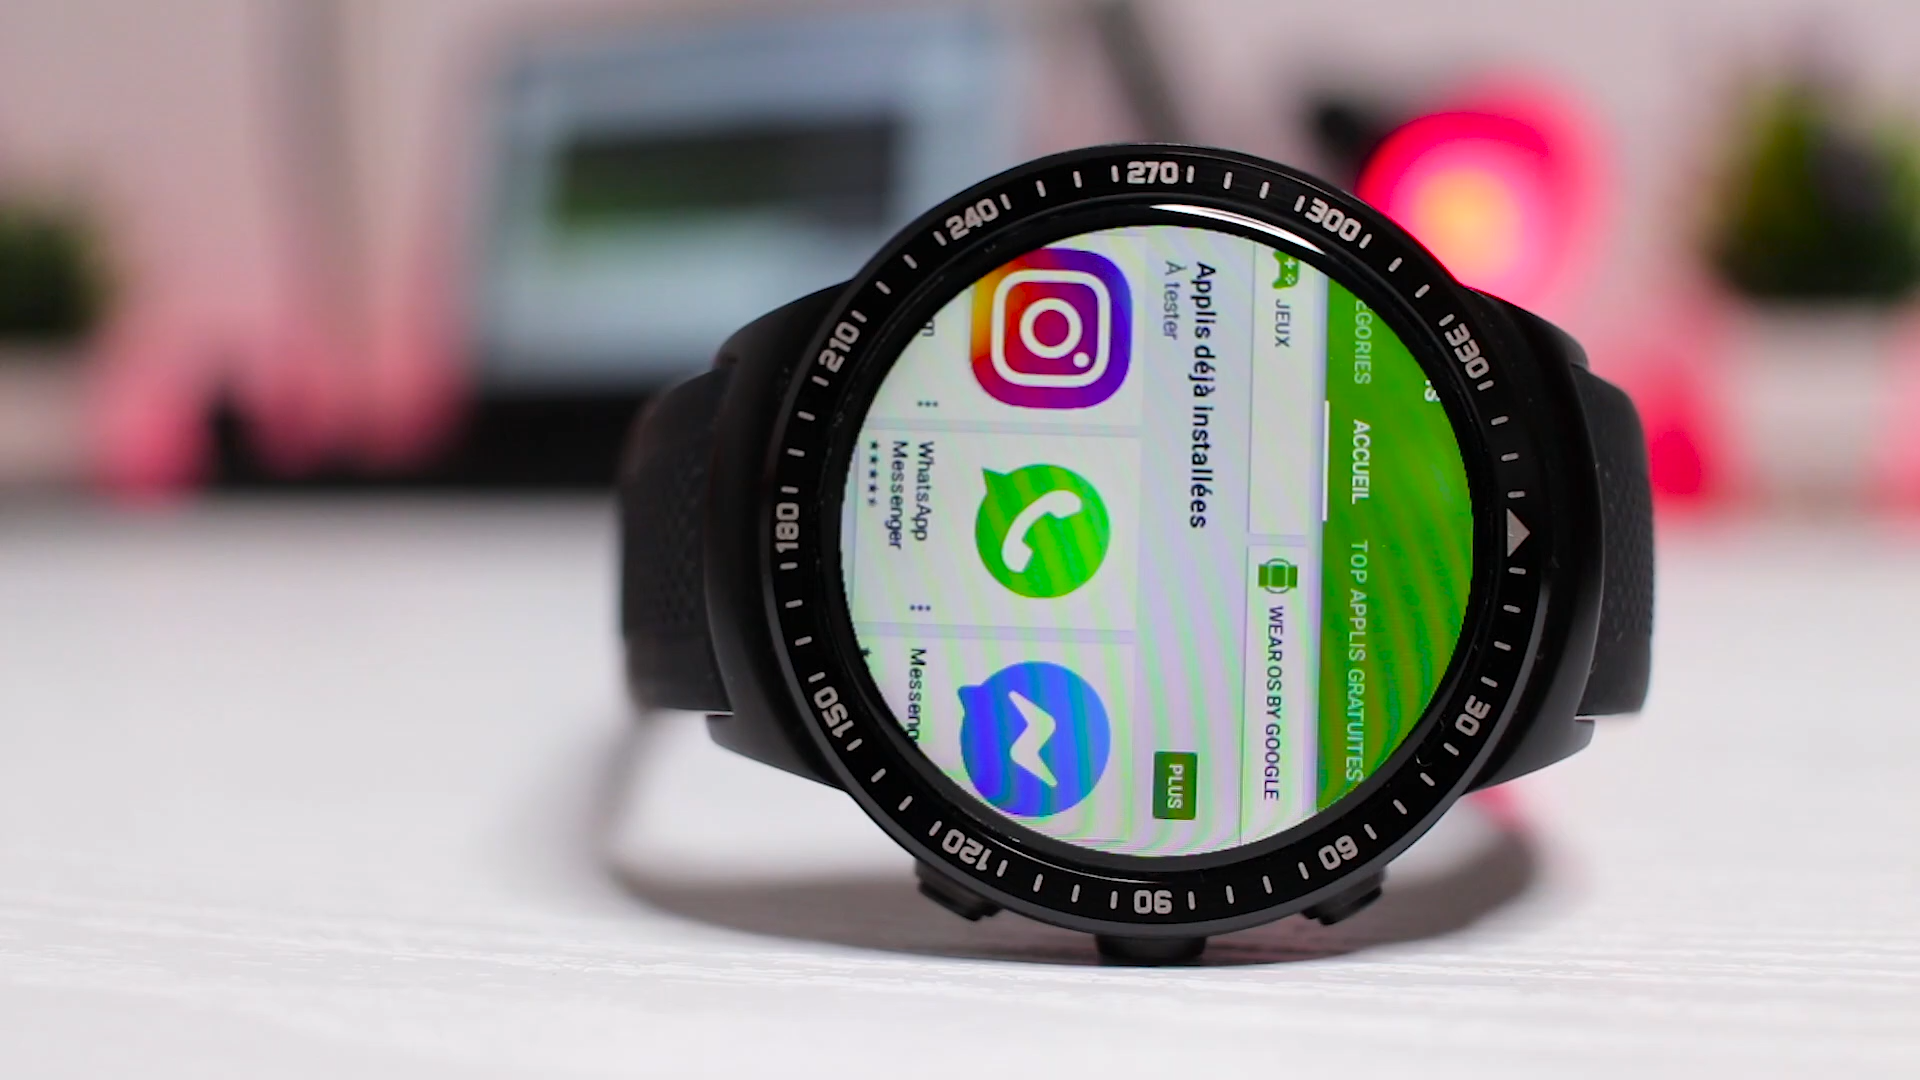 ACCUEIL
TOP APPLIS GRATUITES
JEUX
WEAR OS BY GOOGLE
Applis déjà installées
À tester
PLUS
WhatsApp
Messenger
270
300
330
30
60
90
120
150
180
210
240